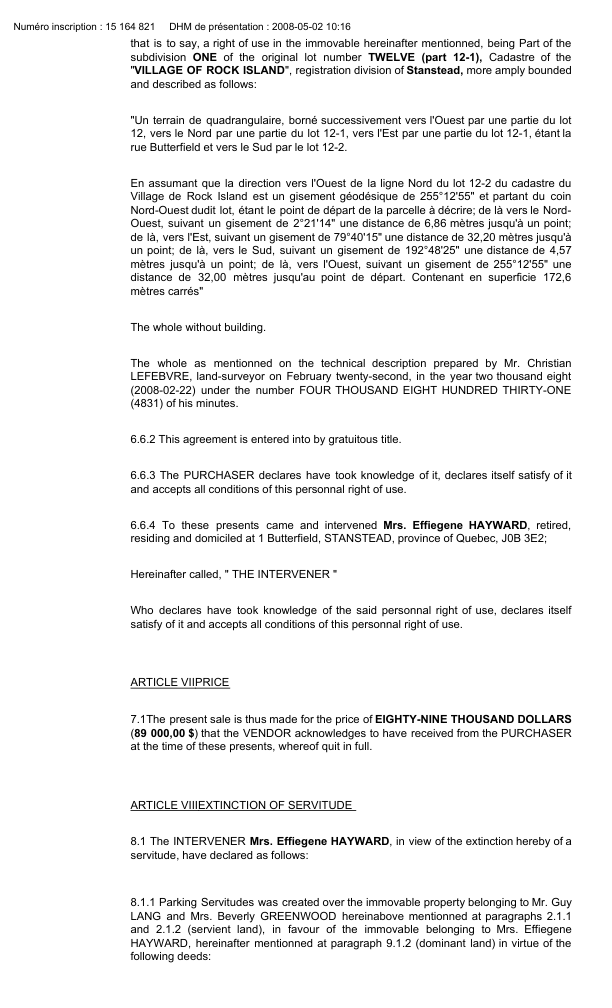 Numéro inscription : 15 164 821 DHM de présentation : 2008-05-02 10:16
that is to say, a right of use in the immovable hereinafter mentioned, being Part of the
subdivision ONE of the original lot number TWELVE (part 12-1), Cadastre of the
"VILLAGE OF ROCK ISLAND", registration division of Stanstead, more amply bounded
and described as follows:
"Un terrain de quadrangulaire, borné successivement vers l'Ouest par une partie du lot
12, vers le Nord par une partie du lot 12-1, vers l'Est par une partie du lot 12-1, étant la
rue Butterfield et vers le Sud par le lot 12-2.
En assumant que la direction vers l'Ouest de la ligne Nord du lot 12-2 du cadastre du
Village de Rock Island est un gisement géodésique de 255°12'55" et partant du coin
Nord-Ouest dudit lot, étant le point de départ de la parcelle à décrire; de là vers le Nord-
Ouest, suivant un gisement de 2°21'14" une distance de 6,86 mètres jusqu'à un point;
de là, vers l'Est, suivant un gisement de 79°40'15" une distance de 32,20 mètres jusqu'à
un point; de là, vers le Sud, suivant un gisement de 192°48'25" une distance de 4,57
mètres jusqu'à un point; de là, vers l'Ouest, suivant un gisement de 255°12'55" une
distance de 32,00 mètres jusqu'au point de départ. Contenant en superficie 172,6
mètres carrés"
The whole without building.
The whole as mentionned on the technical description prepared by Mr. Christian
LEFEBVRE, land-surveyor on February twenty-second, in the year two thousand eight
(2008-02-22) under the number FOUR THOUSAND EIGHT HUNDRED THIRTY-ONE
(4831) of his minutes.
6.6.2 This agreement is entered into by gratuitous title.
6.6.3 The PURCHASER declares have took knowledge of it, declares itself satisfy of it
and accepts all conditions of this personnal right of use.
6.6.4 To these presents came and intervened Mrs. Effiegene HAYWARD, retired,
residing and domiciled at 1 Butterfield, STANSTEAD, province of Quebec, J0B 3E2;
Hereinafter called, " THE INTERVENER "
Who declares have took knowledge of the said personnal right of use, declares itself
satisfy of it and accepts all conditions of this personnal right of use.
ARTICLE VIIPRICE
7.1The present sale is thus made for the price of EIGHTY-NINE THOUSAND DOLLARS
(89 000,00 $) that the VENDOR acknowledges to have received from the PURCHASER
at the time of these presents, whereof quit in full.
ARTICLE VIIIEXTINCTION OF SERVITUDE
8.1 The INTERVENER Mrs. Effiegene HAYWARD, in view of the extinction hereby of a
servitude, have declared as follows:
8.1.1 Parking Servitudes was created over the immovable property belonging to Mr. Guy
LANG and Mrs. Beverly GREENWOOD hereinabove mentionned at paragraphs 2.1.1
and 2.1.2 (servient land), in favour of the immovable belonging to Mrs. Effiegene
HAYWARD, hereinafter mentionned at paragraph 9.1.2 (dominant land) in virtue of the
following deeds: